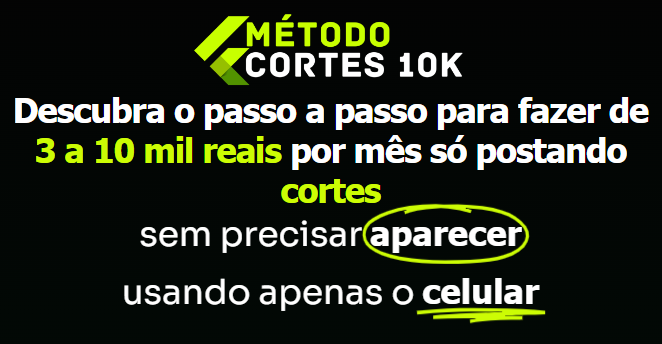 MÉTODO
CORTES 10K
Descubra o passo a passo para fazer de
3 a 10 mil reais por mês só postando
cortes
sem precisar aparecer
usando apenas o celular